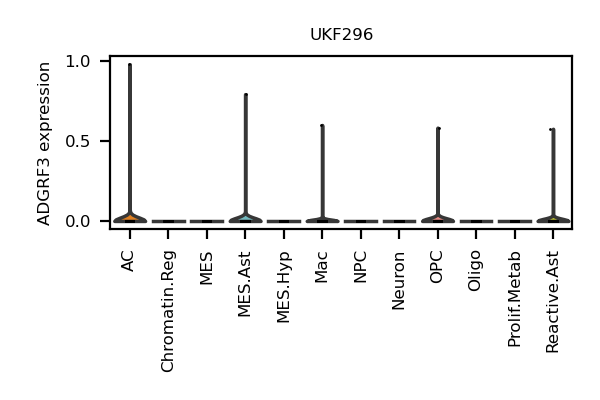 UKF296
ADGRF3 expression
1.0
0.5
0.0
AC
Chromatin.Reg
MES
MES.Ast
MES.Hyp
Mac
NPC
Neuron
OPC
Oligo
Prolif.Metab
Reactive.Ast